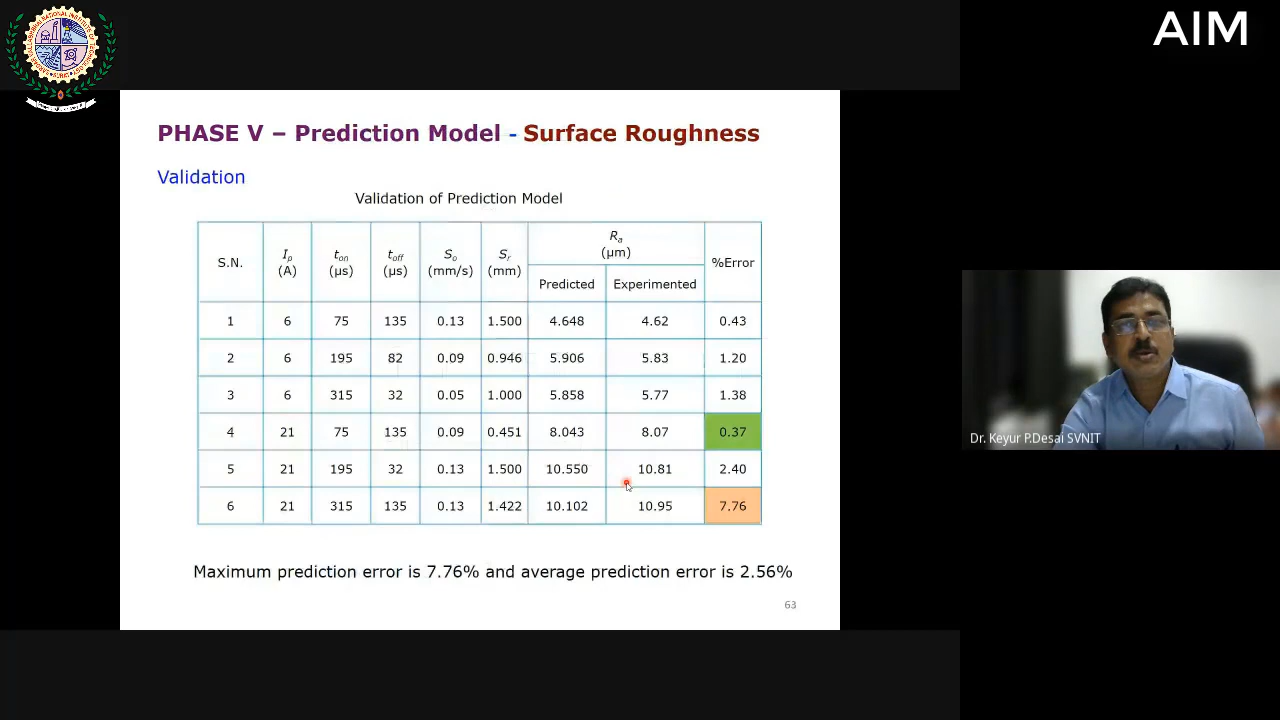 AIM
PHASE V – Prediction Model - Surface Roughness
Validation
Validation of Prediction Model
S.N. Ip (A) ton (µs) toff (µs) So (mm/s) Sr (mm) Ra (µm) %Error
Predicted Experimented
1 6 75 135 0.13 1.500 4.648 4.62 0.43
2 6 195 82 0.09 0.946 5.906 5.83 1.20
3 6 315 32 0.05 1.000 5.858 5.77 1.38
4 21 75 135 0.09 0.451 8.043 8.07 0.37
5 21 195 32 0.13 1.500 10.550 10.81 2.40
6 21 315 135 0.13 1.422 10.102 10.95 7.76
Maximum prediction error is 7.76% and average prediction error is 2.56%
63
Dr. Keyur P.Desai SVNIT